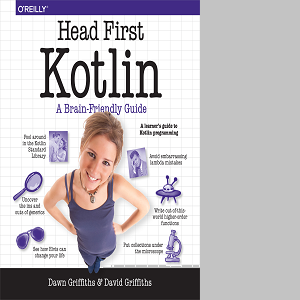 O'REILLY®
Head First
Kotlin
A Brain-Friendly Guide
A learner's guide to
Kotlin programming
Fool around
in the Kotlin
Standard
Library
Avoid embarrassing
lambda mistakes
Uncover
the ins and
outs of generics
Write out-of-this-
world higher-order
functions
See how Elvis can
change your life
Put collections under
the microscope
Dawn Griffiths & David Griffiths